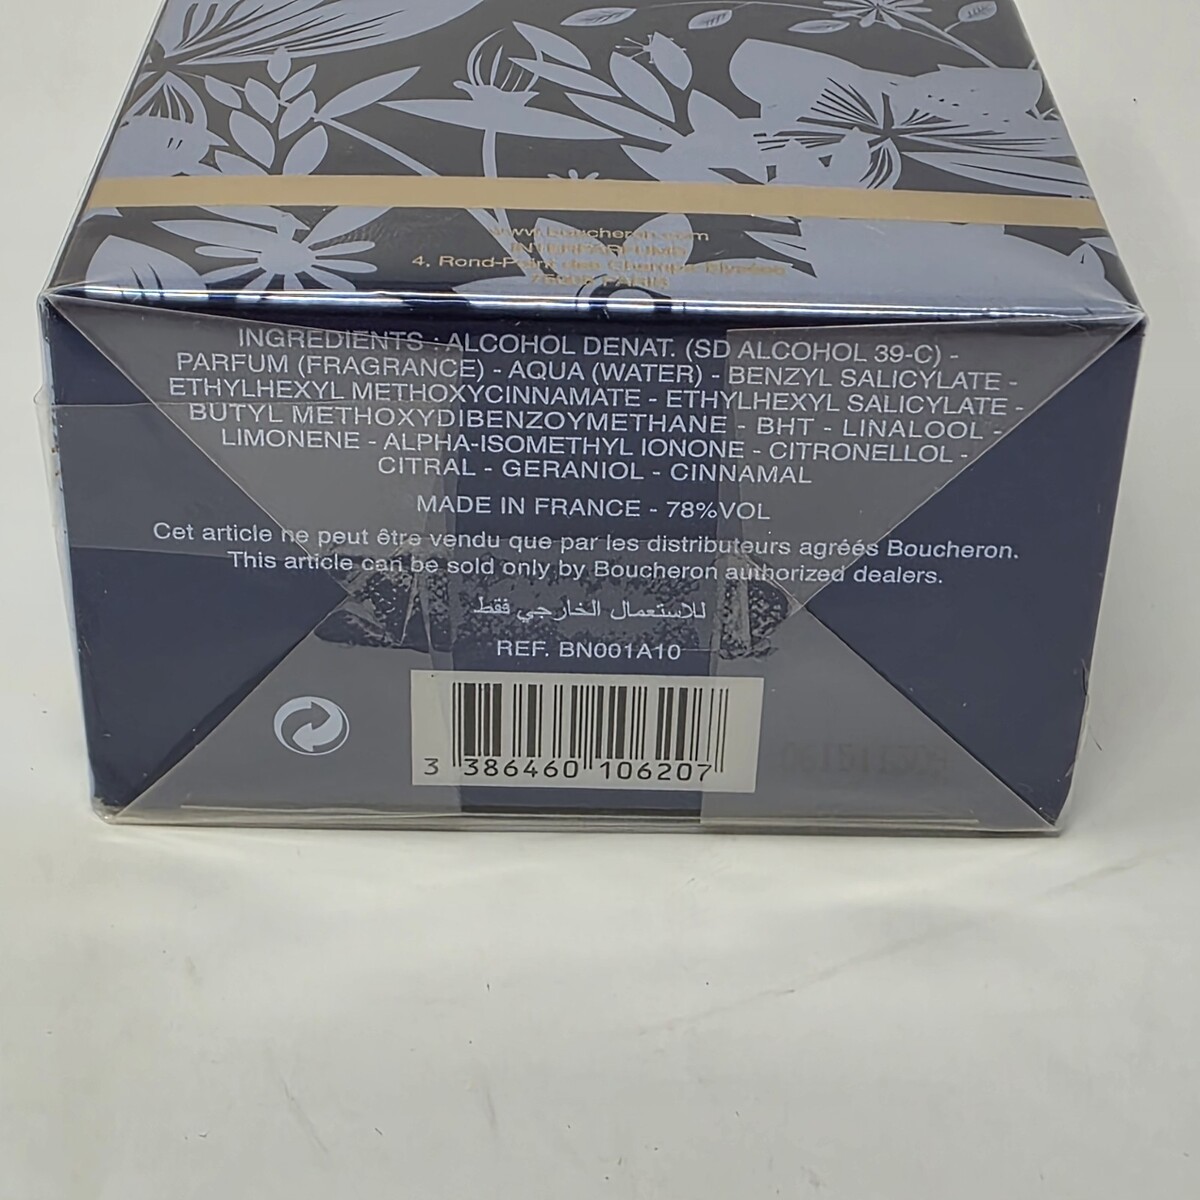 www.boucheron.com
INTERPARFUMS
4, Rond-Point des Champs Elysées
75008 PARIS
INGREDIENTS : ALCOHOL DENAT. (SD ALCOHOL 39-C) -
PARFUM (FRAGRANCE) - AQUA (WATER) - BENZYL SALICYLATE -
ETHYLHEXYL METHOXYCINNAMATE - ETHYLHEXYL SALICYLATE -
BUTYL METHOXYDIBENZOYMETHANE - BHT - LINALOOL -
LIMONENE - ALPHA-ISOMETHYL IONONE - CITRONELLOL -
CITRAL - GERANIOL - CINNAMAL
MADE IN FRANCE - 78%VOL
Cet article ne peut être vendu que par les distributeurs agréés Boucheron.
This article can be sold only by Boucheron authorized dealers.
للاستعمال الخارجي فقط
REF. BN001A10
3 386460 106207